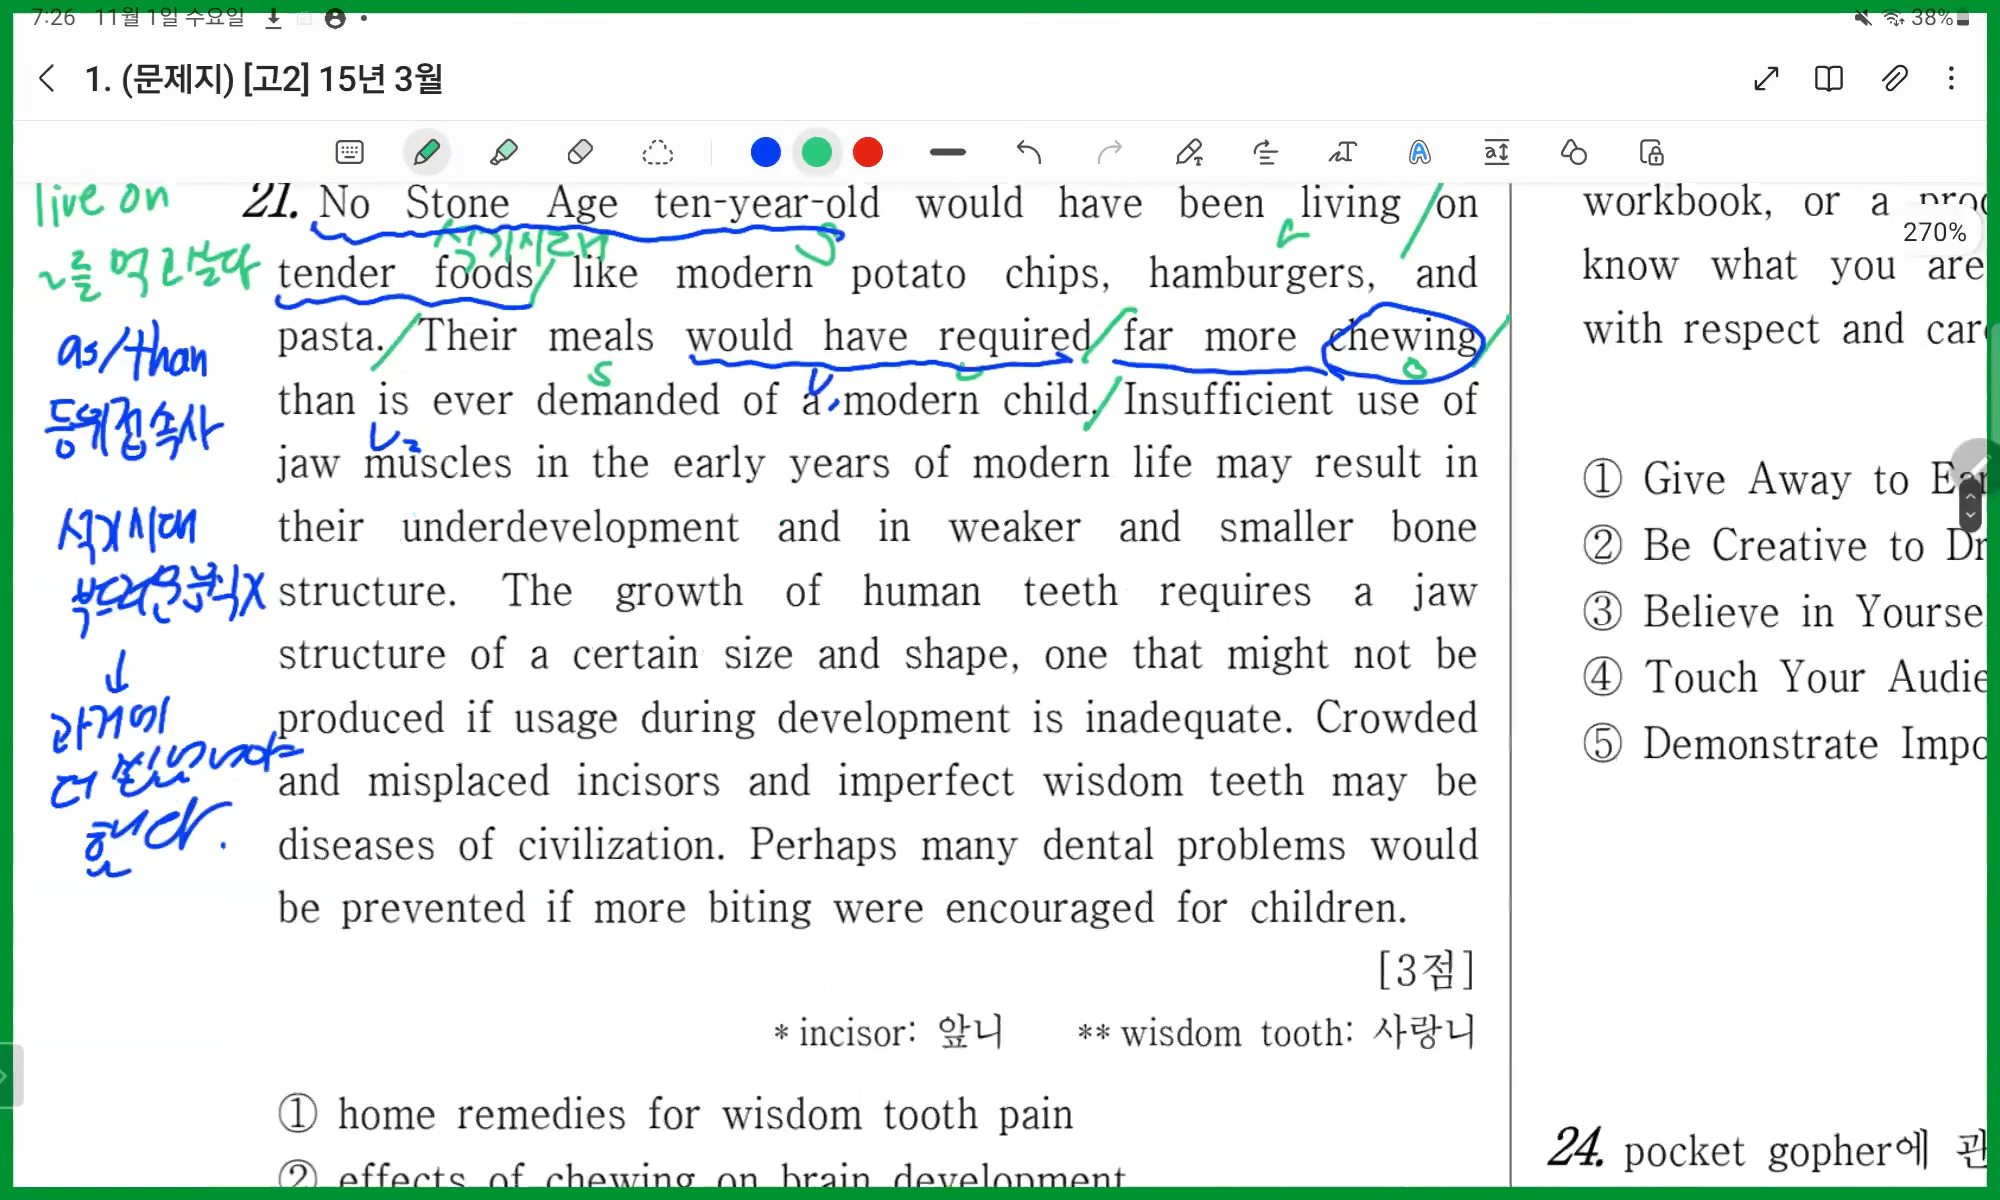 7:26 11월 1일 수요일
38%
1. (문제지) [고2] 15년 3월
live on
~를 먹고살다
as/than
등위접속사
석기시대
부드러운음식X
↓
과거에
더
한다.
21. No Stone Age ten-year-old would have been living on
석기시대 S
tender foods, like modern potato chips, hamburgers, and
pasta. Their meals would have required far more chewing
S V O
than is ever demanded of a modern child. Insufficient use of
V₂
jaw muscles in the early years of modern life may result in
their underdevelopment and in weaker and smaller bone
structure. The growth of human teeth requires a jaw
structure of a certain size and shape, one that might not be
produced if usage during development is inadequate. Crowded
and misplaced incisors and imperfect wisdom teeth may be
diseases of civilization. Perhaps many dental problems would
be prevented if more biting were encouraged for children.
[3점]
* incisor: 앞니 ** wisdom tooth: 사랑니
① home remedies for wisdom tooth pain
② effects of chewing on brain development
workbook, or a
270%
know what you are
with respect and
① Give Away to
② Be Creative to
③ Believe in
④ Touch Your
⑤ Demonstrate
24. pocket gopher에